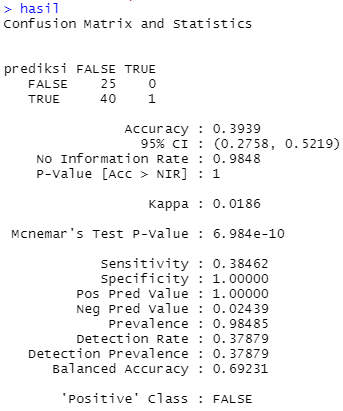 > hasil
Confusion Matrix and Statistics
prediksi FALSE TRUE
FALSE 25 0
TRUE 40 1
Accuracy : 0.3939
95% CI : (0.2758, 0.5219)
No Information Rate : 0.9848
P-Value [Acc > NIR] : 1
Kappa : 0.0186
Mcnemar's Test P-Value : 6.984e-10
Sensitivity : 0.38462
Specificity : 1.00000
Pos Pred Value : 1.00000
Neg Pred Value : 0.02439
Prevalence : 0.98485
Detection Rate : 0.37879
Detection Prevalence : 0.37879
Balanced Accuracy : 0.69231
'Positive' Class : FALSE